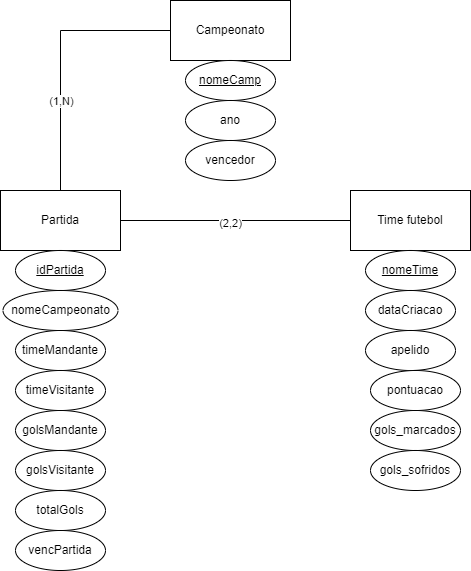 Campeonato
nomeCamp
ano
vencedor
(1,N)
Partida
(2,2)
Time futebol
idPartida
nomeCampeonato
timeMandante
timeVisitante
golsMandante
golsVisitante
totalGols
vencPartida
nomeTime
dataCriacao
apelido
pontuacao
gols_marcados
gols_sofridos